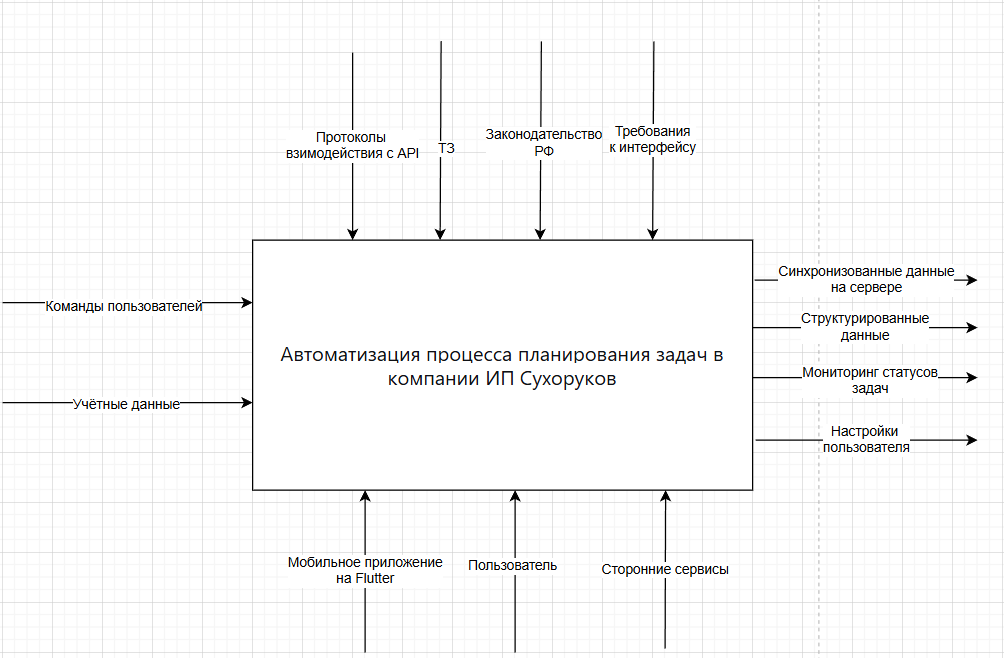 Протоколы
взимодействия с API
ТЗ
Законодательство
РФ
Требования
к интерфейсу
Команды пользователей
Учётные данные
Автоматизация процесса планирования задач в
компании ИП Сухоруков
Синхронизованные данные
на сервере
Структурированные
данные
Мониторинг статусов
задач
Настройки
пользователя
Мобильное приложение
на Flutter
Пользователь
Сторонние сервисы